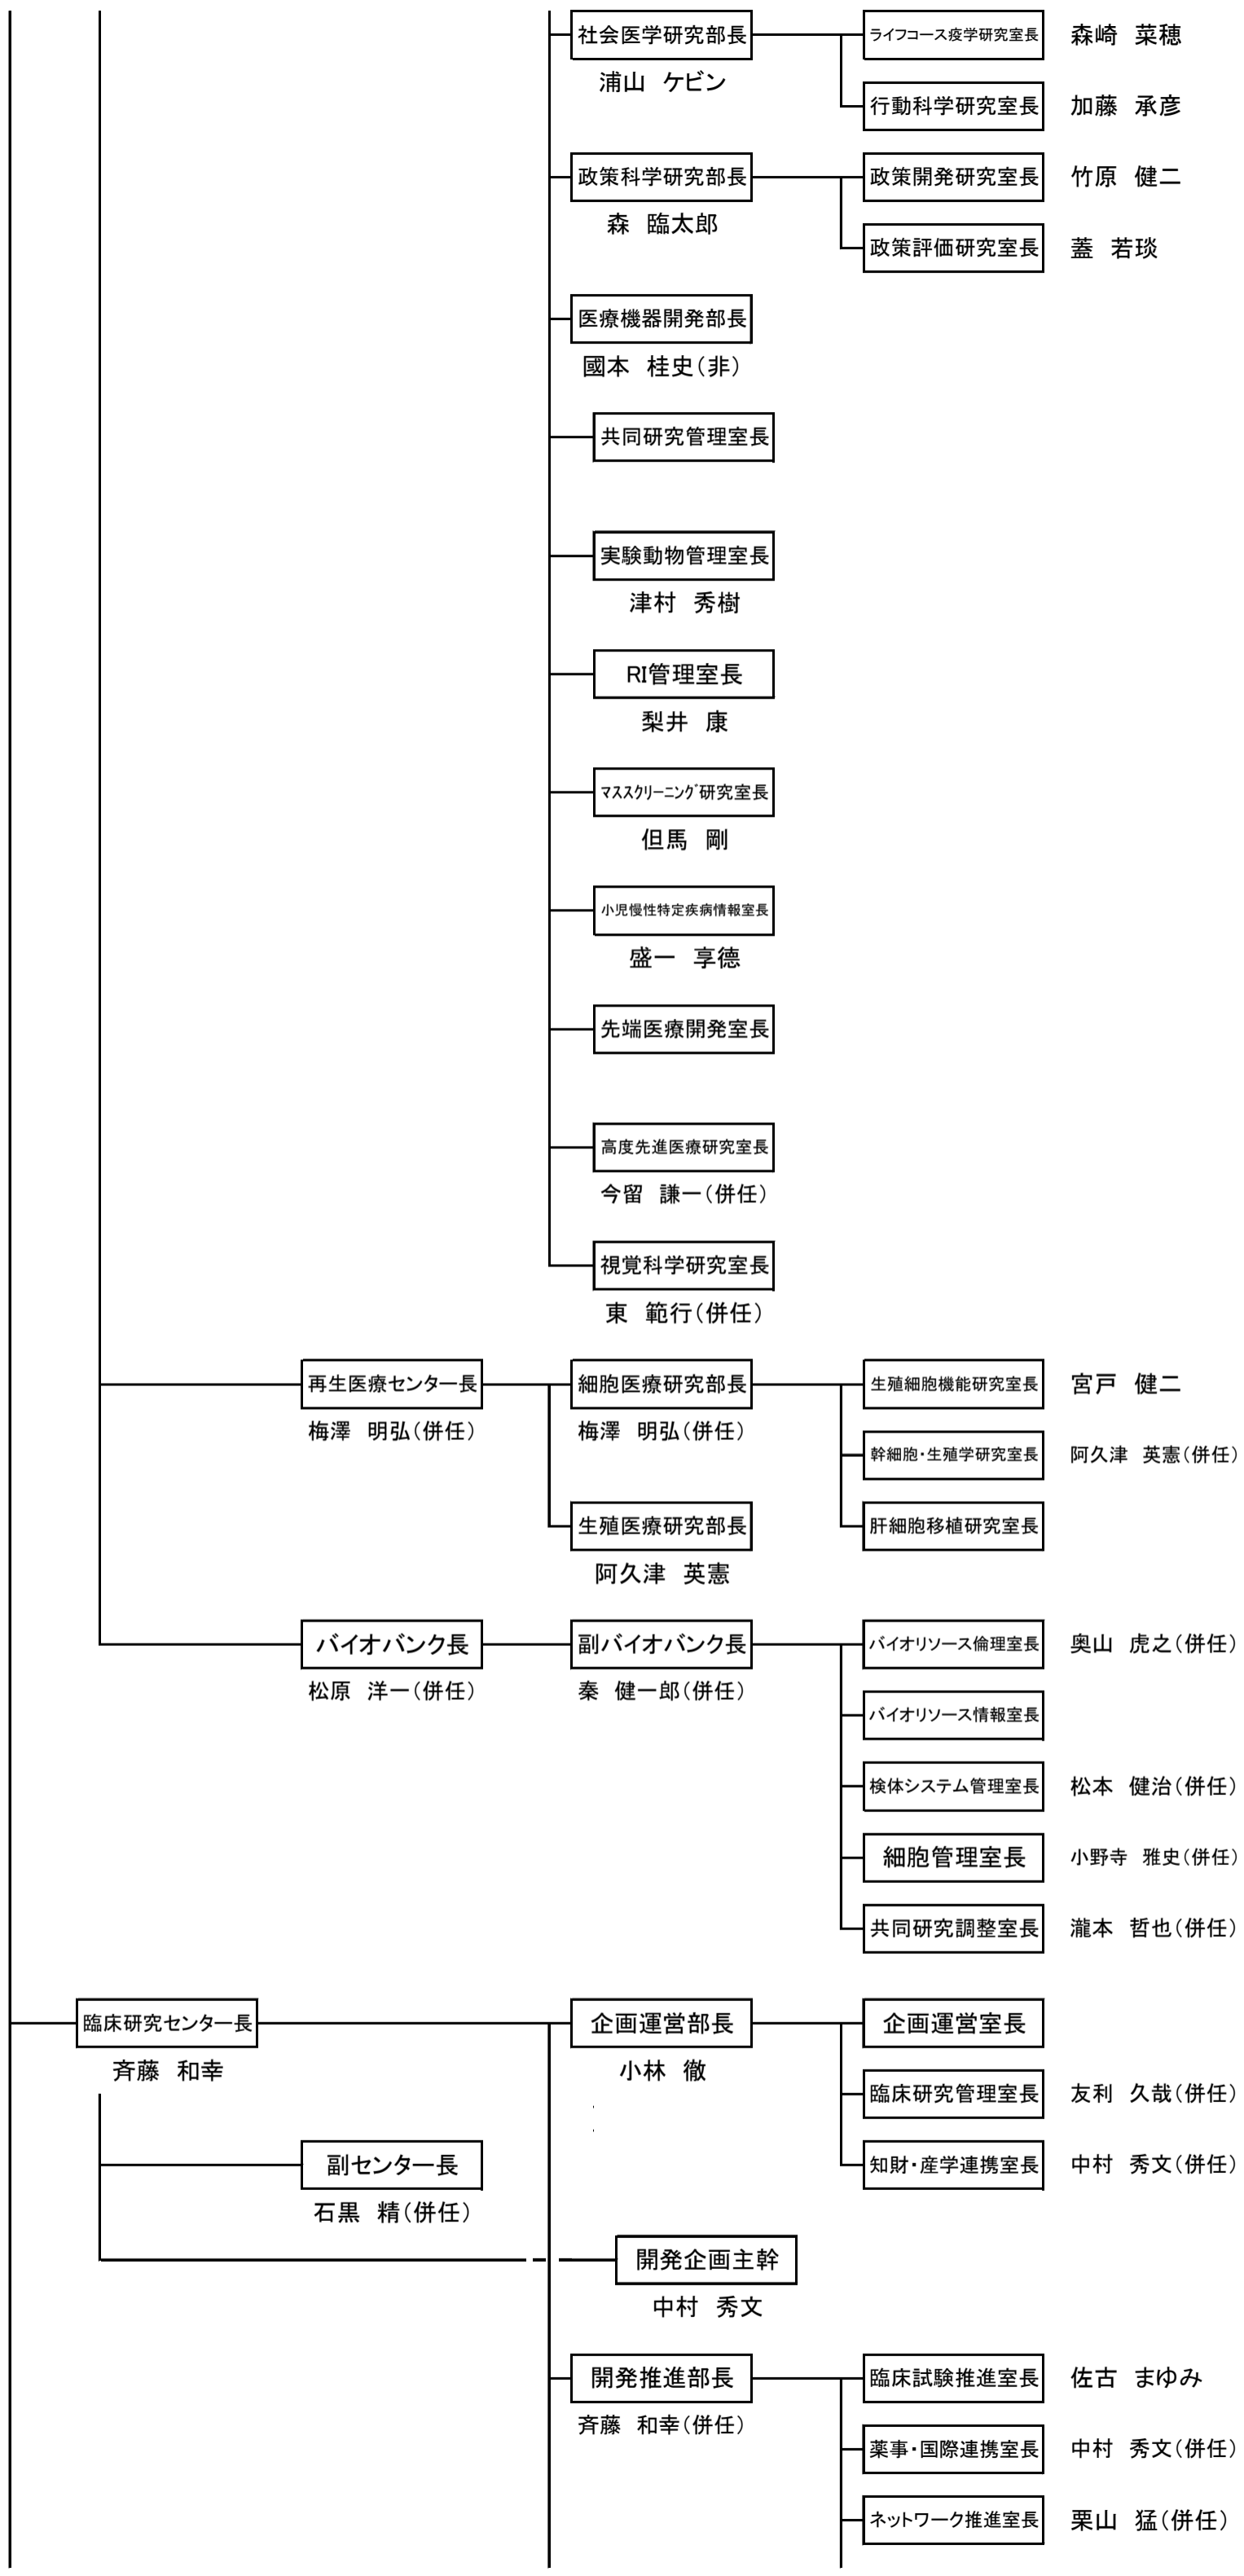 社会医学研究部長 ライフコース疫学研究室長 森崎　菜穂
浦山　ケビン
行動科学研究室長 加藤　承彦
政策科学研究部長 政策開発研究室長 竹原　健二
森　臨太郎
政策評価研究室長 蓋　若琰
医療機器開発部長
國本　桂史(非)
共同研究管理室長
実験動物管理室長
津村　秀樹
RI管理室長
梨井　康
ﾏｽｽｸﾘｰﾆﾝｸﾞ研究室長
但馬　剛
小児慢性特定疾病情報室長
盛一　享德
先端医療開発室長
高度先進医療研究室長
今留　謙一(併任)
視覚科学研究室長
東　範行(併任)
再生医療センター長 細胞医療研究部長 生殖細胞機能研究室長 宮戸　健二
梅澤　明弘(併任) 梅澤　明弘(併任)
幹細胞・生殖学研究室長 阿久津　英憲(併任)
生殖医療研究部長 肝細胞移植研究室長
阿久津　英憲
バイオバンク長 副バイオバンク長 バイオリソース倫理室長 奥山　虎之(併任)
松原　洋一(併任) 秦　健一郎(併任)
バイオリソース情報室長
検体システム管理室長 松本　健治(併任)
細胞管理室長 小野寺　雅史(併任)
共同研究調整室長 瀧本　哲也(併任)
臨床研究センター長 企画運営部長 企画運営室長
斉藤　和幸 小林　徹
臨床研究管理室長 友利　久哉(併任)
副センター長 知財・産学連携室長 中村　秀文(併任)
石黒　精(併任)
開発企画主幹
中村　秀文
開発推進部長 臨床試験推進室長 佐古　まゆみ
斉藤　和幸(併任)
薬事・国際連携室長 中村　秀文(併任)
ネットワーク推進室長 栗山　猛(併任)